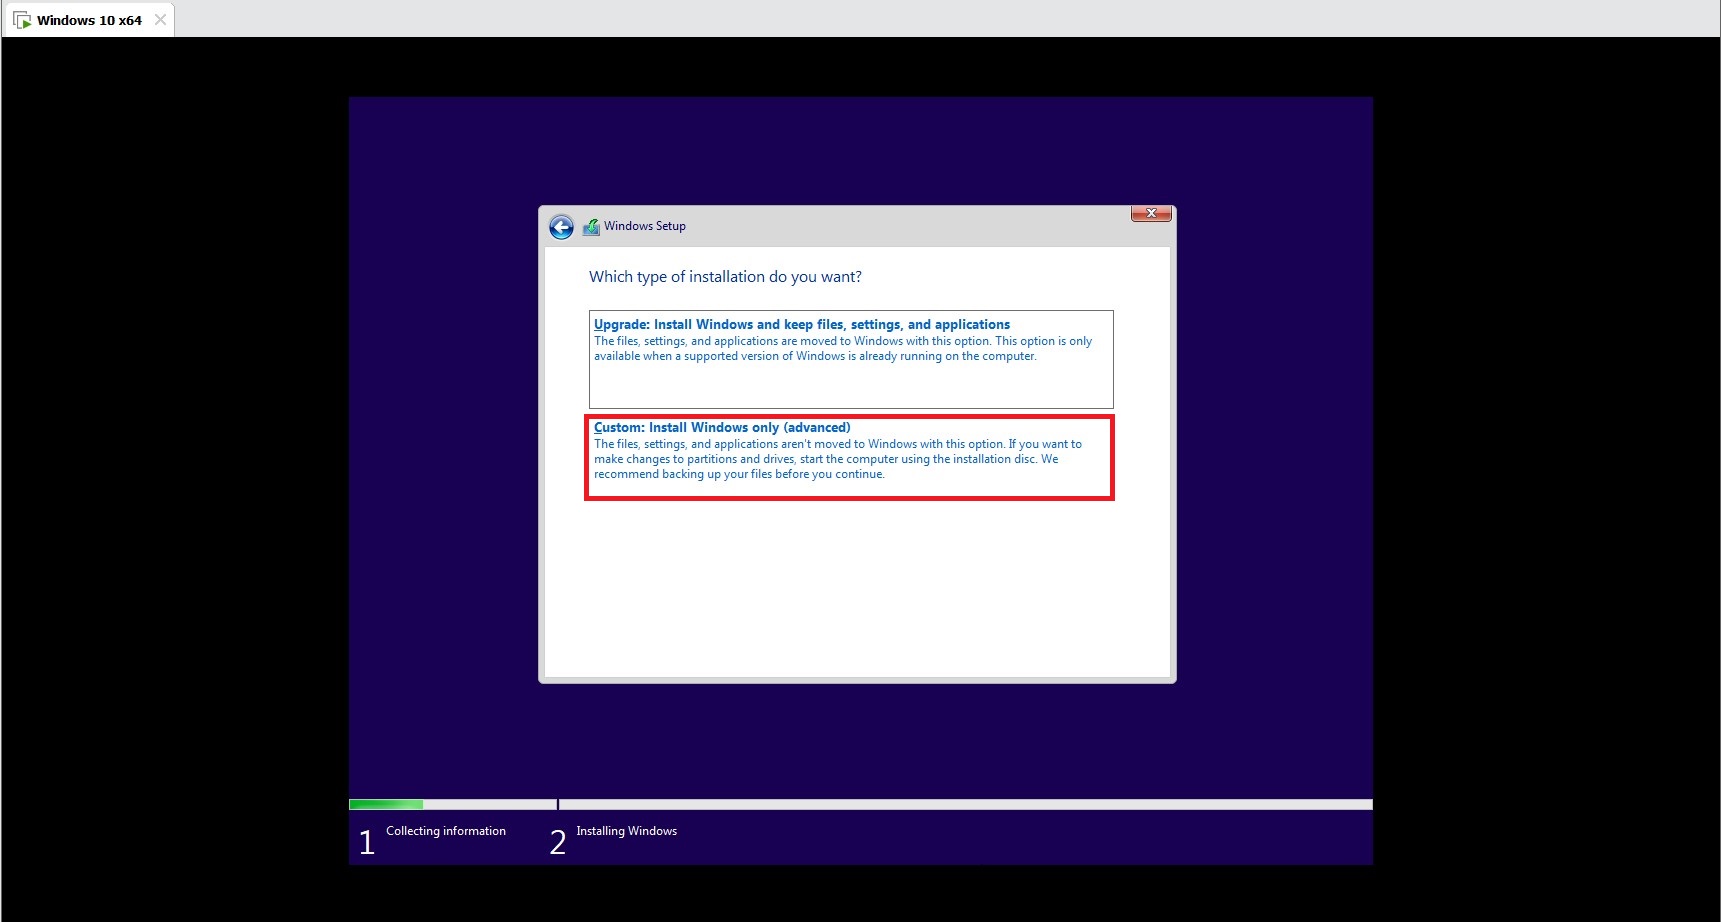 Windows 10 x64
Windows Setup
Which type of installation do you want?
Upgrade: Install Windows and keep files, settings, and applications
The files, settings, and applications are moved to Windows with this option. This option is only
available when a supported version of Windows is already running on the computer.
Custom: Install Windows only (advanced)
The files, settings, and applications aren't moved to Windows with this option. If you want to
make changes to partitions and drives, start the computer using the installation disc. We
recommend backing up your files before you continue.
1 Collecting information
2 Installing Windows